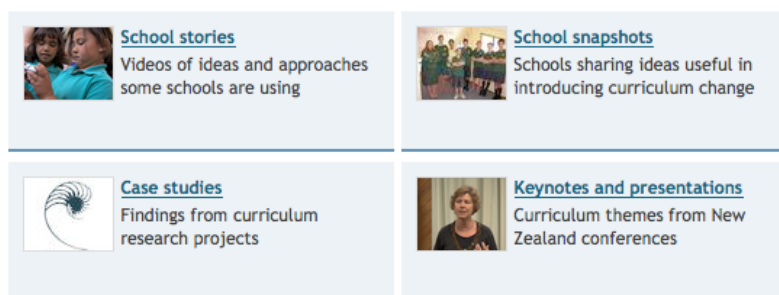 School stories
Videos of ideas and approaches
some schools are using
School snapshots
Schools sharing ideas useful in
introducing curriculum change
Case studies
Findings from curriculum
research projects
Keynotes and presentations
Curriculum themes from New
Zealand conferences